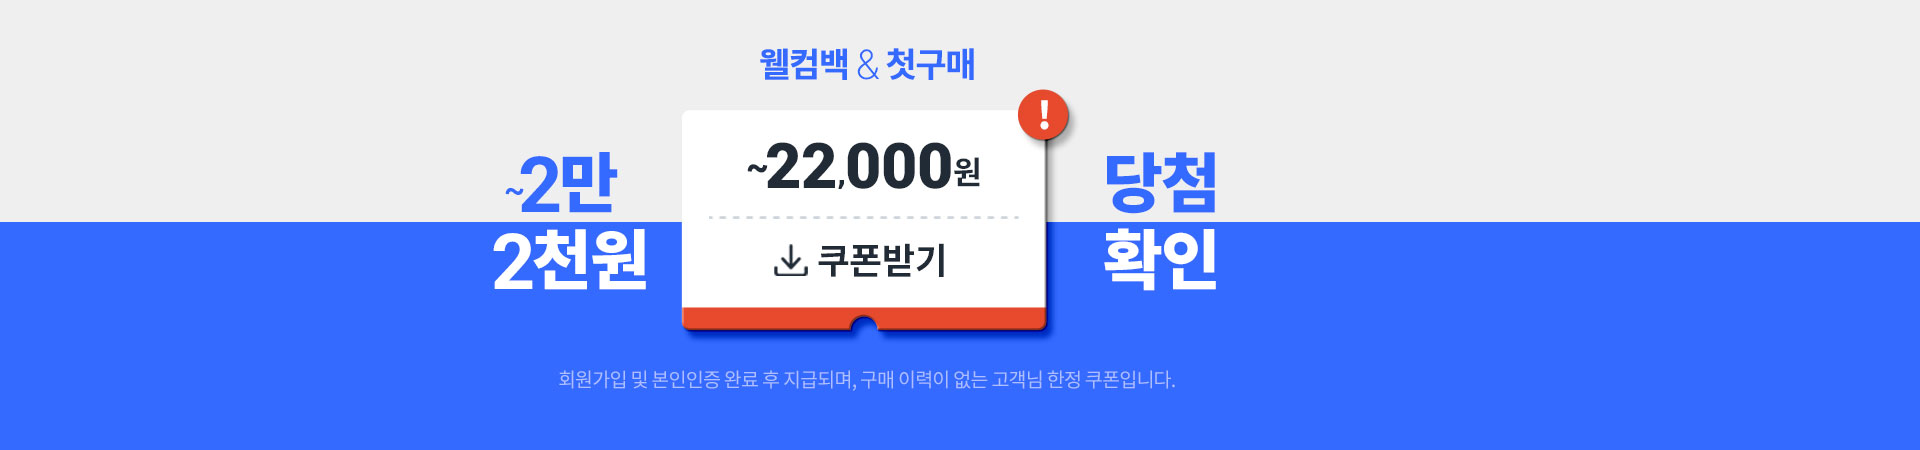 웰컴백 & 첫구매
~2만
2천원
~22,000원
쿠폰받기
!
당첨
확인
회원가입 및 본인인증 완료 후 지급되며, 구매 이력이 없는 고객님 한정 쿠폰입니다.